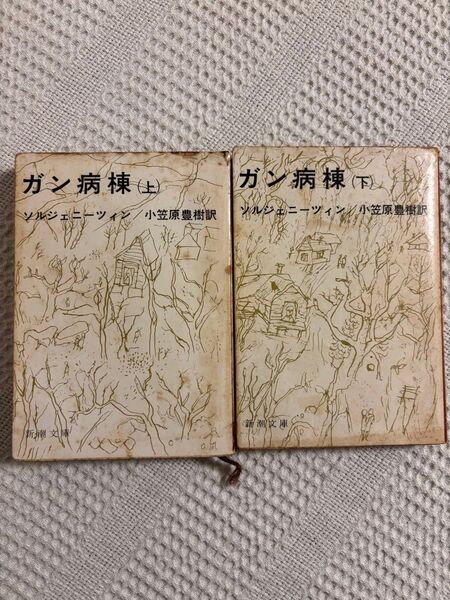 ガン病棟(上)
ソルジェニーツィン/小笠原豊樹訳
新潮文庫
ガン病棟(下)
ソルジェニーツィン/小笠原豊樹訳
新潮文庫